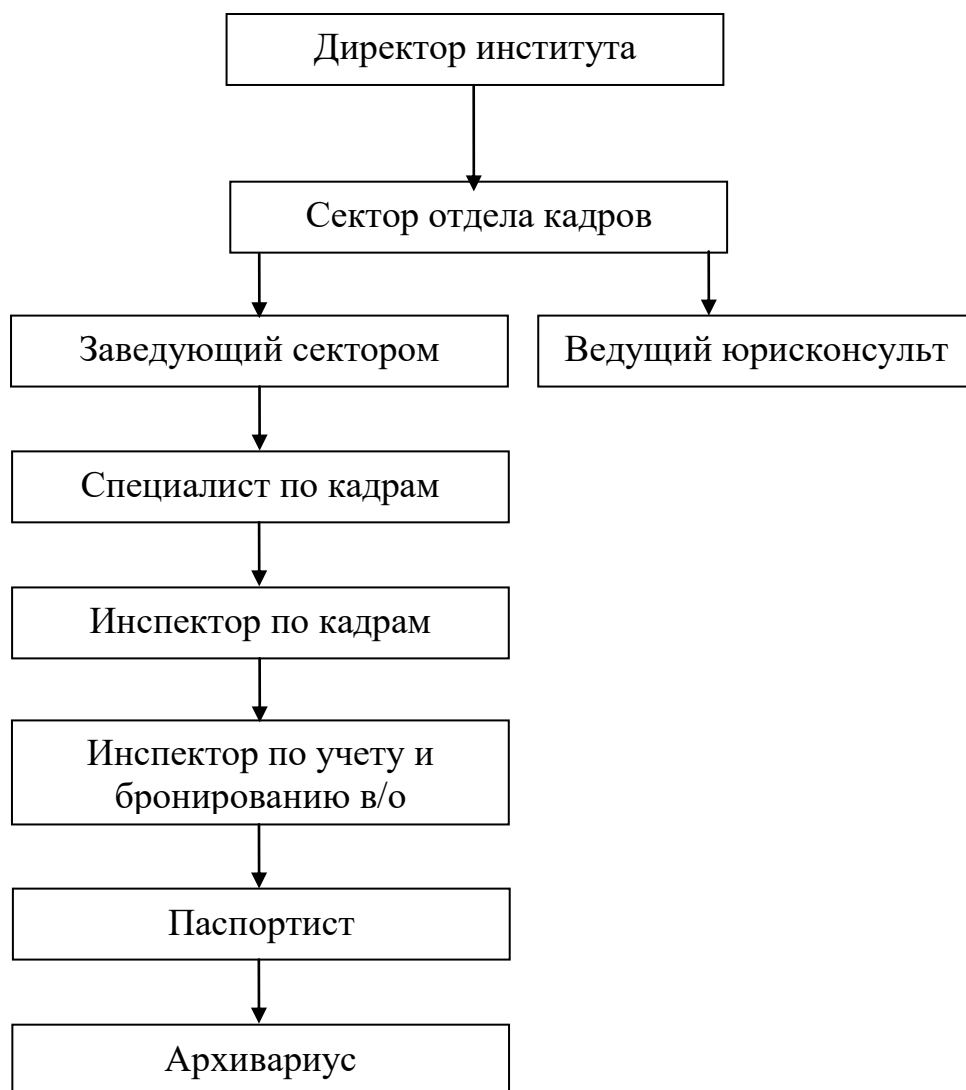 Директор института
Сектор отдела кадров
Заведующий сектором
Ведущий юрисконсульт
Специалист по кадрам
Инспектор по кадрам
Инспектор по учету и
бронированию в/о
Паспортист
Архивариус